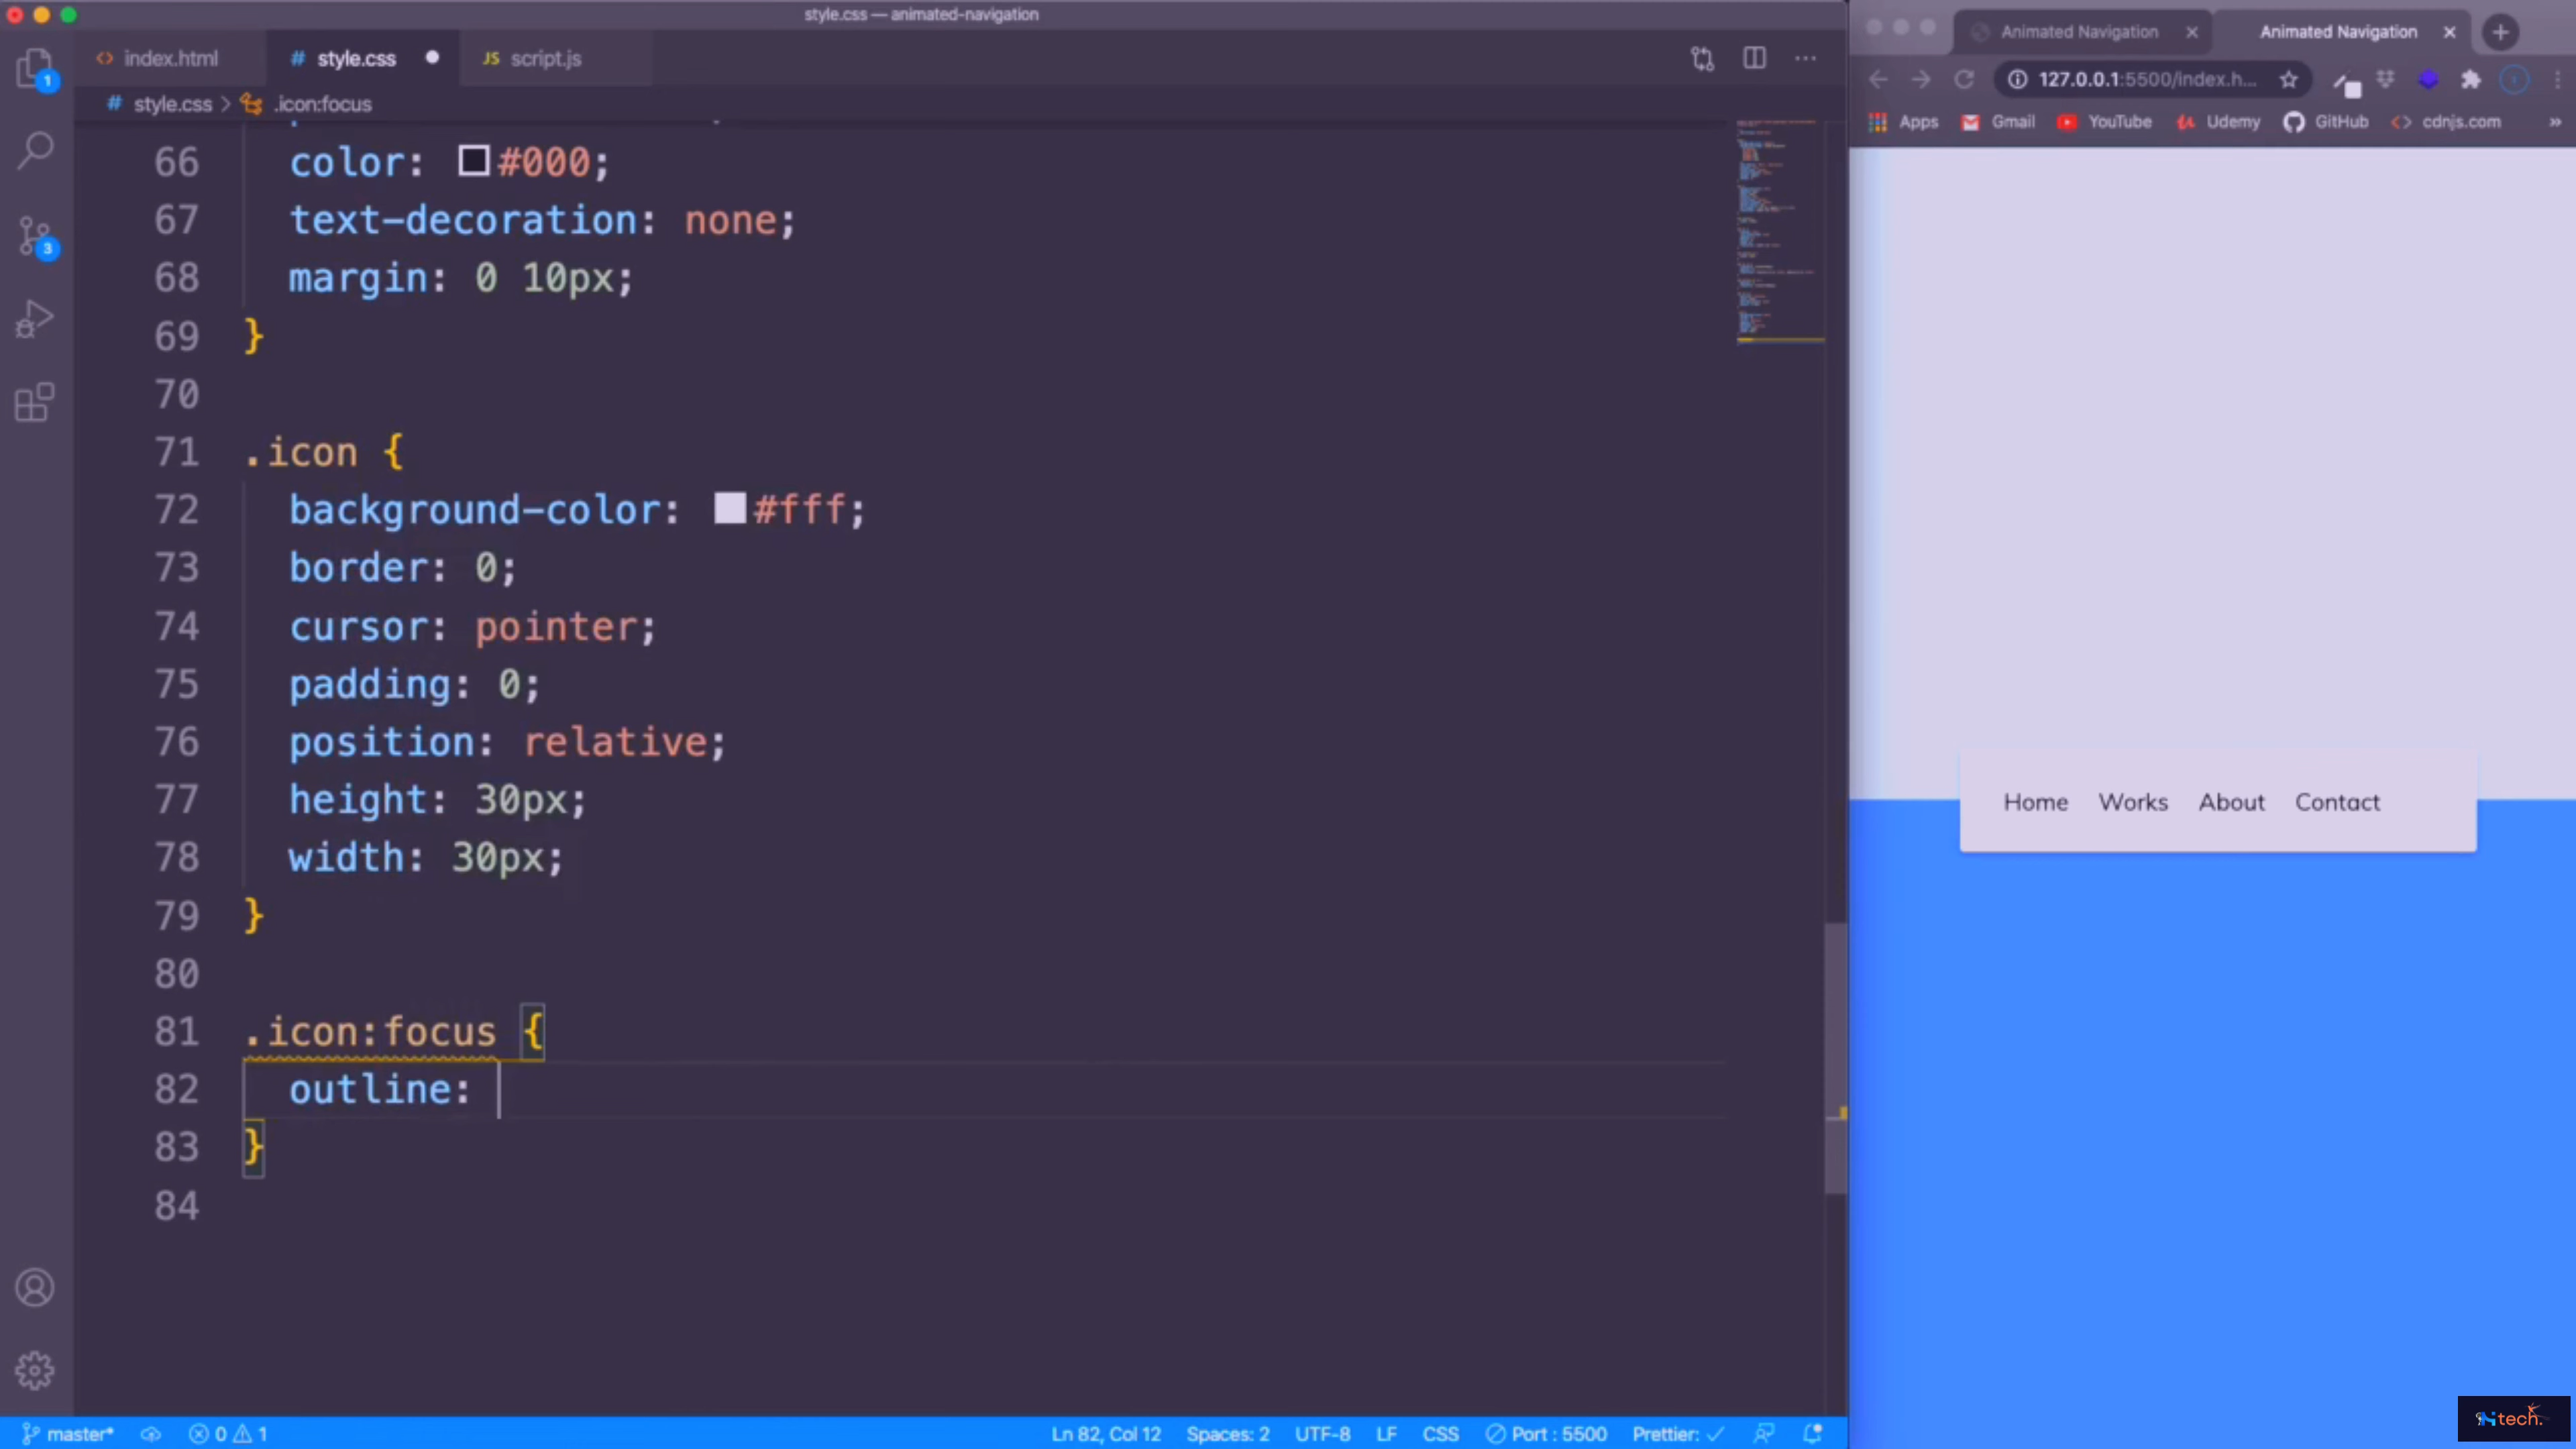 style.css — animated-navigation
index.html
style.css
JS script.js
style.css > .icon:focus
66 color: #000;
67 text-decoration: none;
68 margin: 0 10px;
69 }
70
71 .icon {
72 background-color: #fff;
73 border: 0;
74 cursor: pointer;
75 padding: 0;
76 position: relative;
77 height: 30px;
78 width: 30px;
79 }
80
81 .icon:focus {
82 outline:
83 }
84
1
3
master*
0 1
Ln 82, Col 12
Spaces: 2
UTF-8
LF
CSS
Port : 5500
Prettier: ✓
Animated Navigation
Animated Navigation
127.0.0.1:5500/index.h...
Apps
Gmail
YouTube
Udemy
GitHub
cdnjs.com
»
Home Works About Contact
tech.